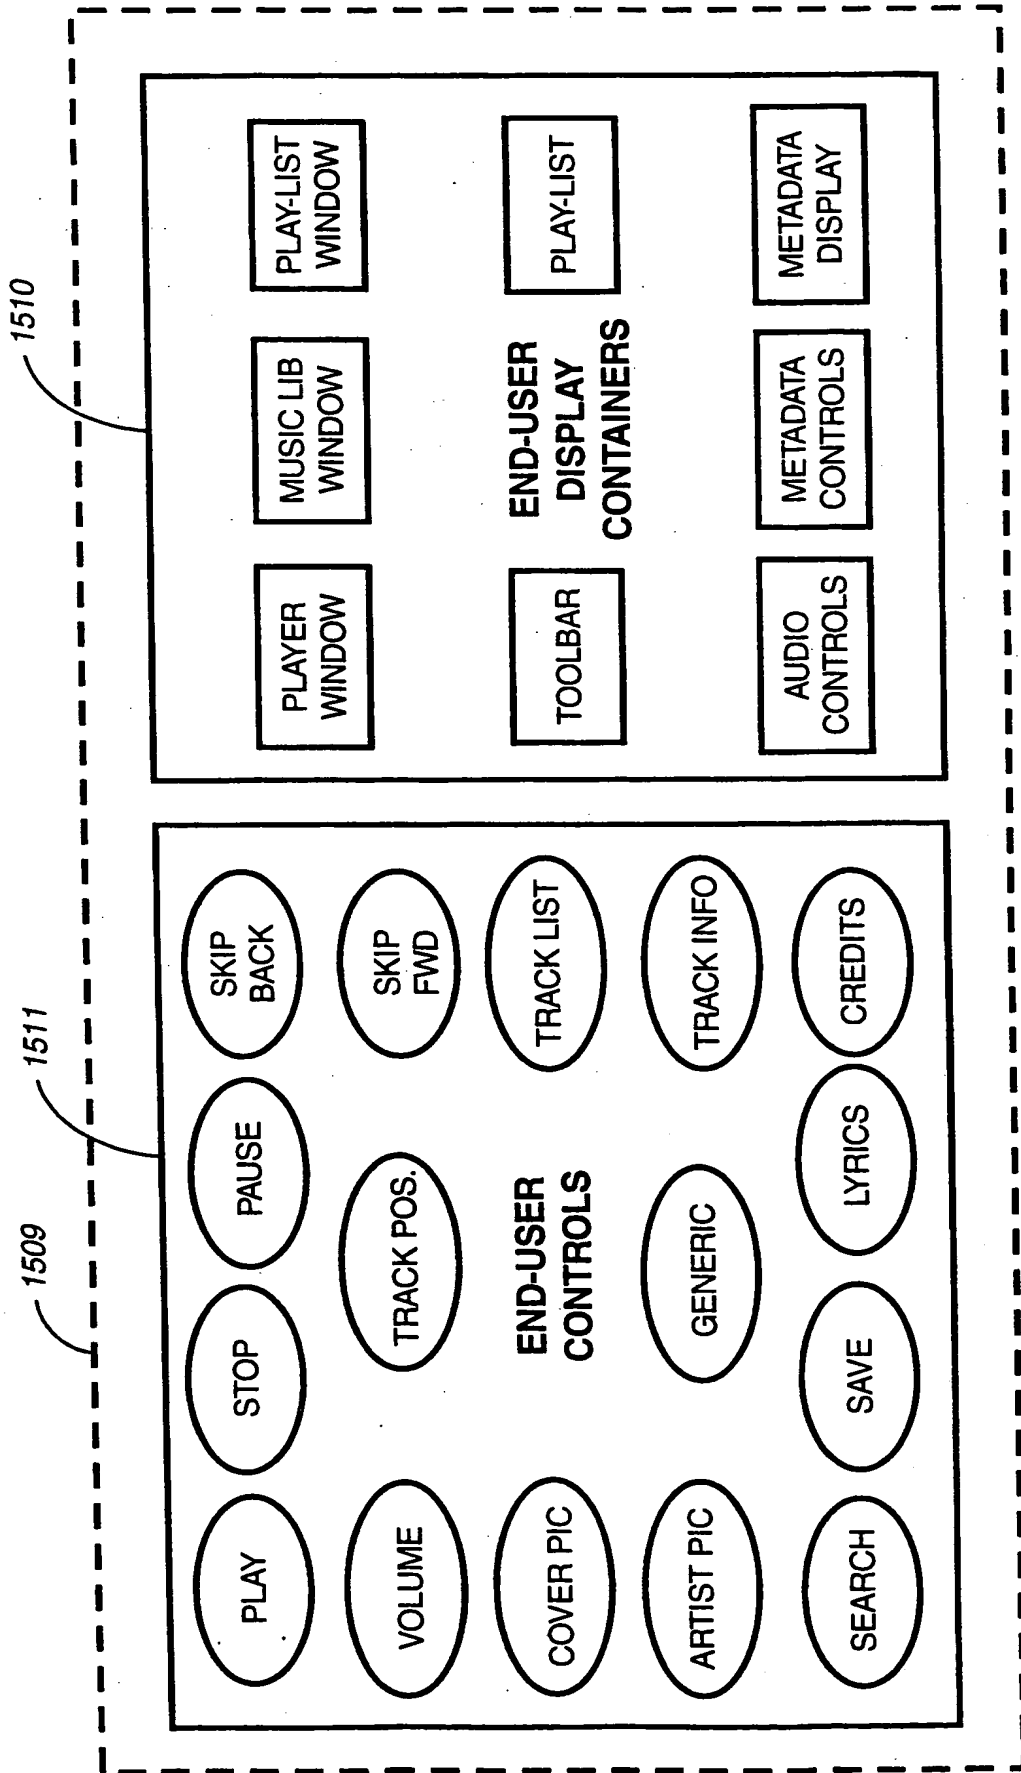 1509
1511
1510
PLAY
STOP
PAUSE
SKIP
BACK
VOLUME
TRACK POS.
SKIP
FWD
COVER PIC
END-USER
CONTROLS
TRACK LIST
ARTIST PIC
GENERIC
TRACK INFO
SEARCH
SAVE
LYRICS
CREDITS
PLAYER
WINDOW
MUSIC LIB
WINDOW
PLAY-LIST
WINDOW
TOOLBAR
END-USER
DISPLAY
CONTAINERS
PLAY-LIST
AUDIO
CONTROLS
METADATA
CONTROLS
METADATA
DISPLAY